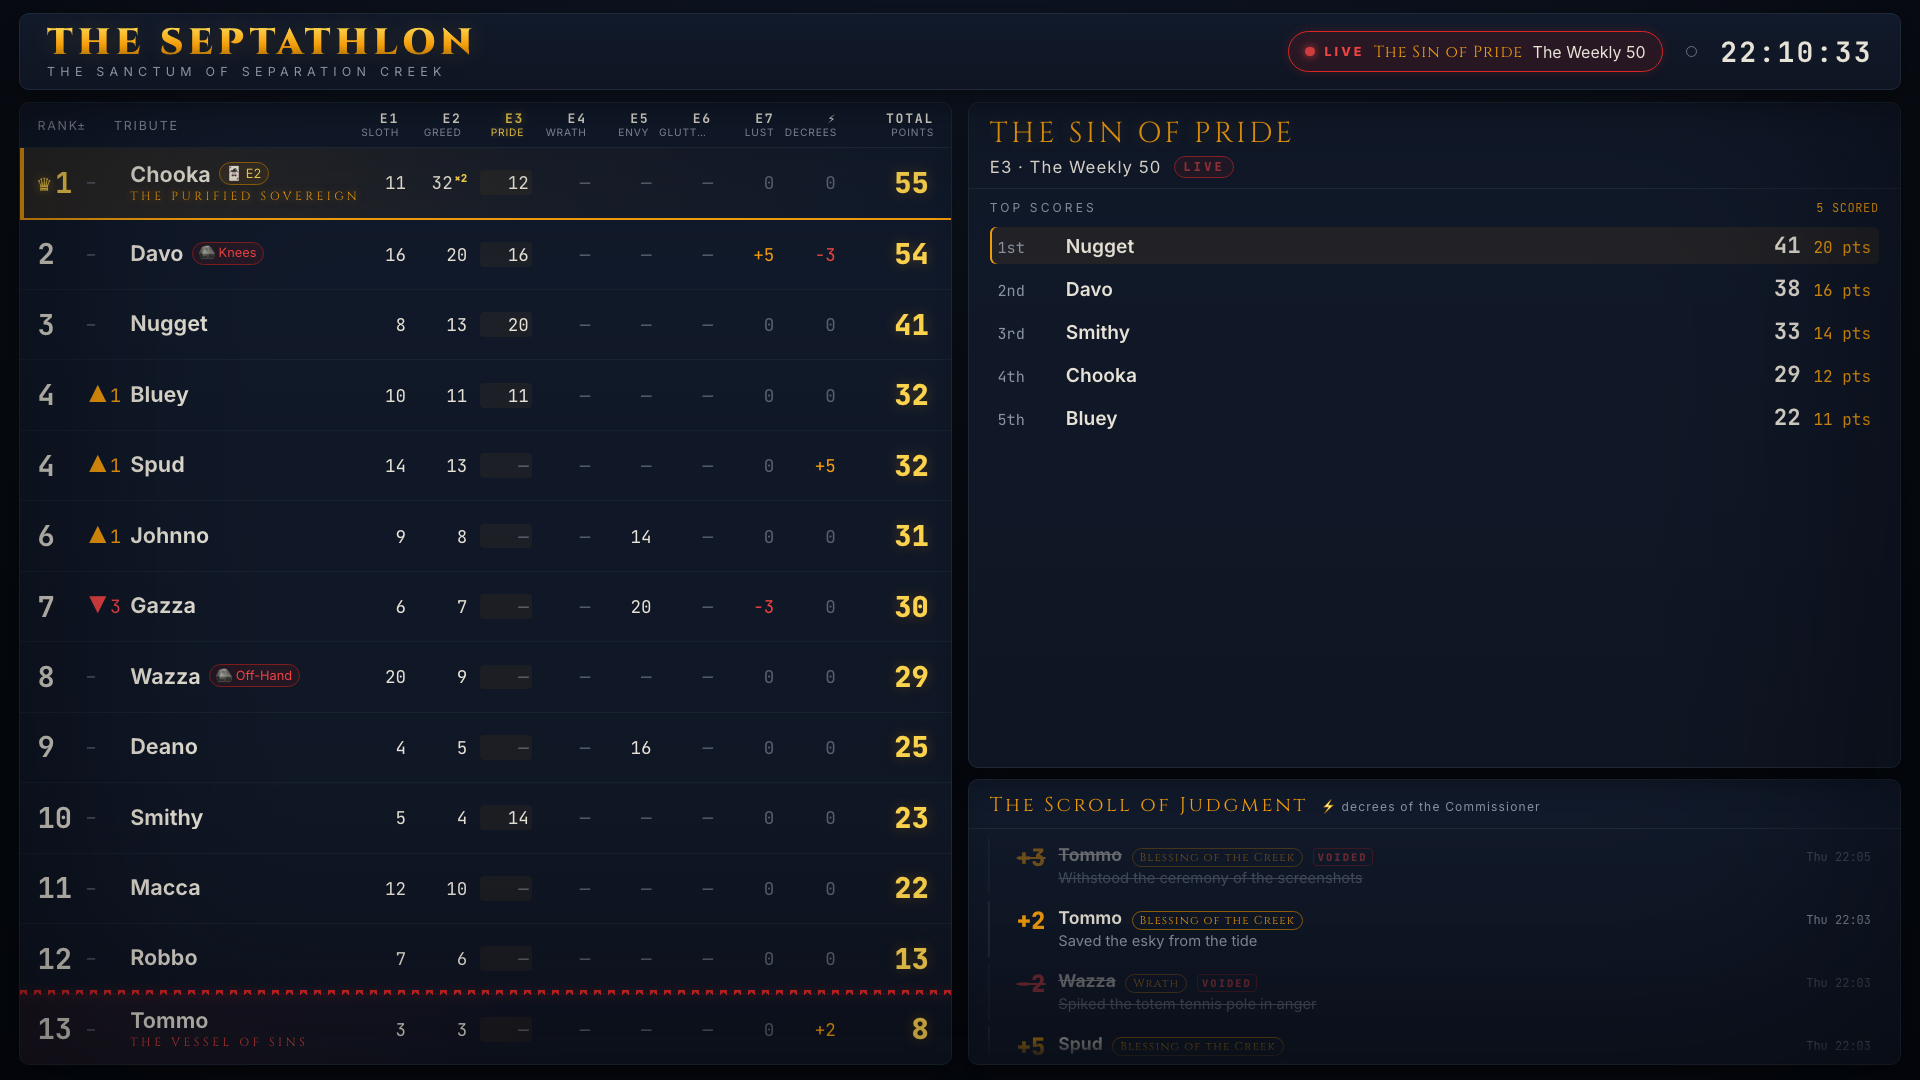 THE SEPTATHLON
THE SANCTUM OF SEPARATION CREEK
LIVE THE SIN OF PRIDE The Weekly 50
22:10:33
RANK ± TRIBUTE E1 SLOTH E2 GREED E3 PRIDE E4 WRATH E5 ENVY E6 GLUTT… E7 LUST ⚡ DECREES TOTAL POINTS
1 – Chooka 🃏 E2 11 32×2 12 — — — 0 0 55
THE PURIFIED SOVEREIGN
2 – Davo Knees 16 20 16 — — — +5 -3 54
3 – Nugget 8 13 20 — — — 0 0 41
4 ▲1 Bluey 10 11 11 — — — 0 0 32
4 ▲1 Spud 14 13 — — — — 0 +5 32
6 ▲1 Johnno 9 8 — — 14 — 0 0 31
7 ▼3 Gazza 6 7 — — 20 — -3 0 30
8 – Wazza Off-Hand 20 9 — — — — 0 0 29
9 – Deano 4 5 — — 16 — 0 0 25
10 – Smithy 5 4 14 — — — 0 0 23
11 – Macca 12 10 — — — — 0 0 22
12 – Robbo 7 6 — — — — 0 0 13
13 – Tommo 3 3 — — — — 0 +2 8
THE VESSEL OF SINS
THE SIN OF PRIDE
E3 · The Weekly 50 LIVE
TOP SCORES 5 SCORED
1st Nugget 41 20 pts
2nd Davo 38 16 pts
3rd Smithy 33 14 pts
4th Chooka 29 12 pts
5th Bluey 22 11 pts
THE SCROLL OF JUDGMENT ⚡ decrees of the Commissioner
+3 Tommo BLESSING OF THE CREEK VOIDED Thu 22:05
Withstood the ceremony of the screenshots
+2 Tommo BLESSING OF THE CREEK Thu 22:03
Saved the esky from the tide
-2 Wazza WRATH VOIDED Thu 22:03
Spiked the totem tennis pole in anger
+5 Spud BLESSING OF THE CREEK Thu 22:03